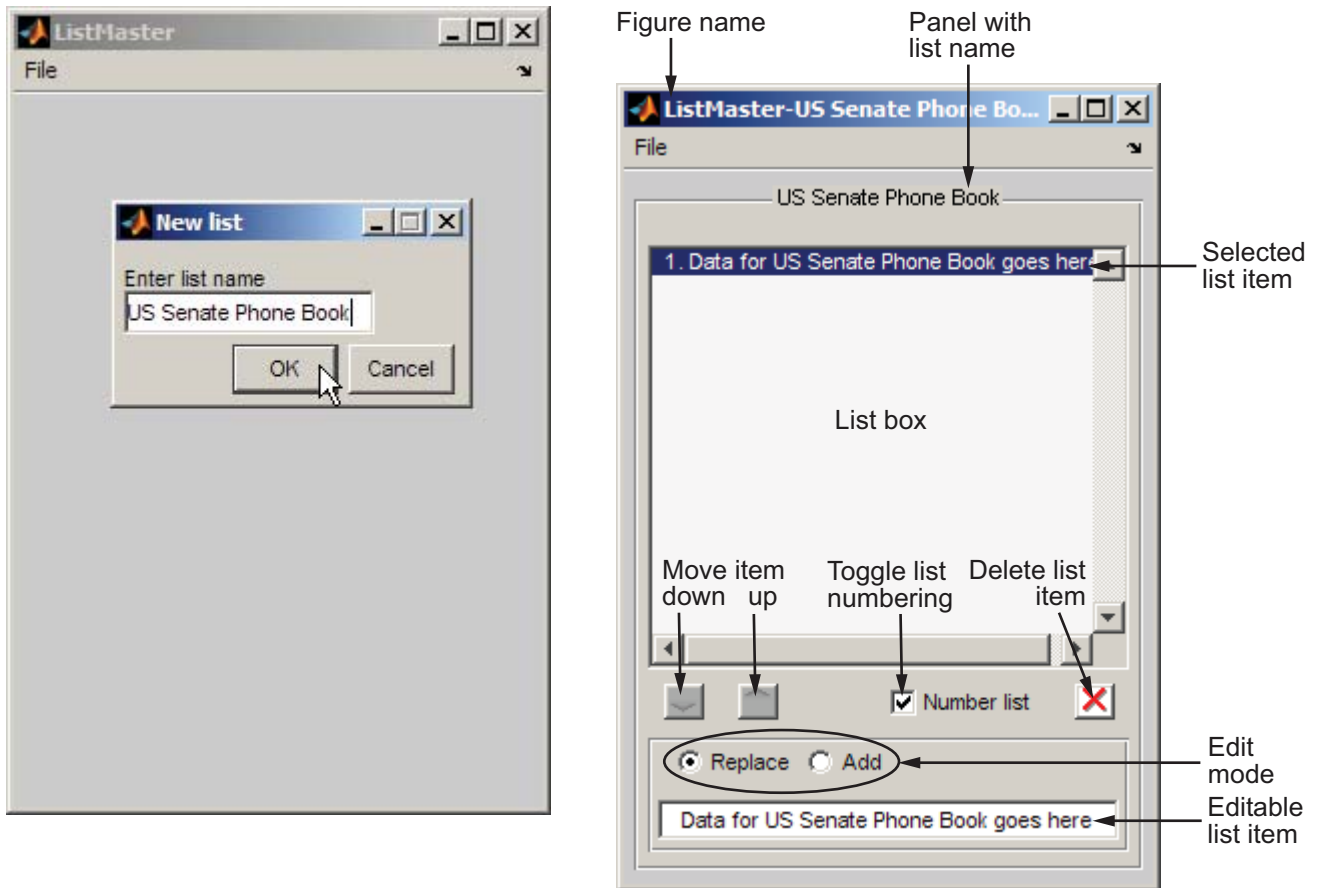 ListMaster
File
New list
Enter list name
US Senate Phone Book
OK
Cancel
Figure name
Panel with
list name
ListMaster-US Senate Phone Bo...
File
US Senate Phone Book
1. Data for US Senate Phone Book goes here
Selected
list item
List box
Move item
down up
Toggle list
numbering
Delete list
item
Number list
Replace
Add
Edit
mode
Data for US Senate Phone Book goes here
Editable
list item